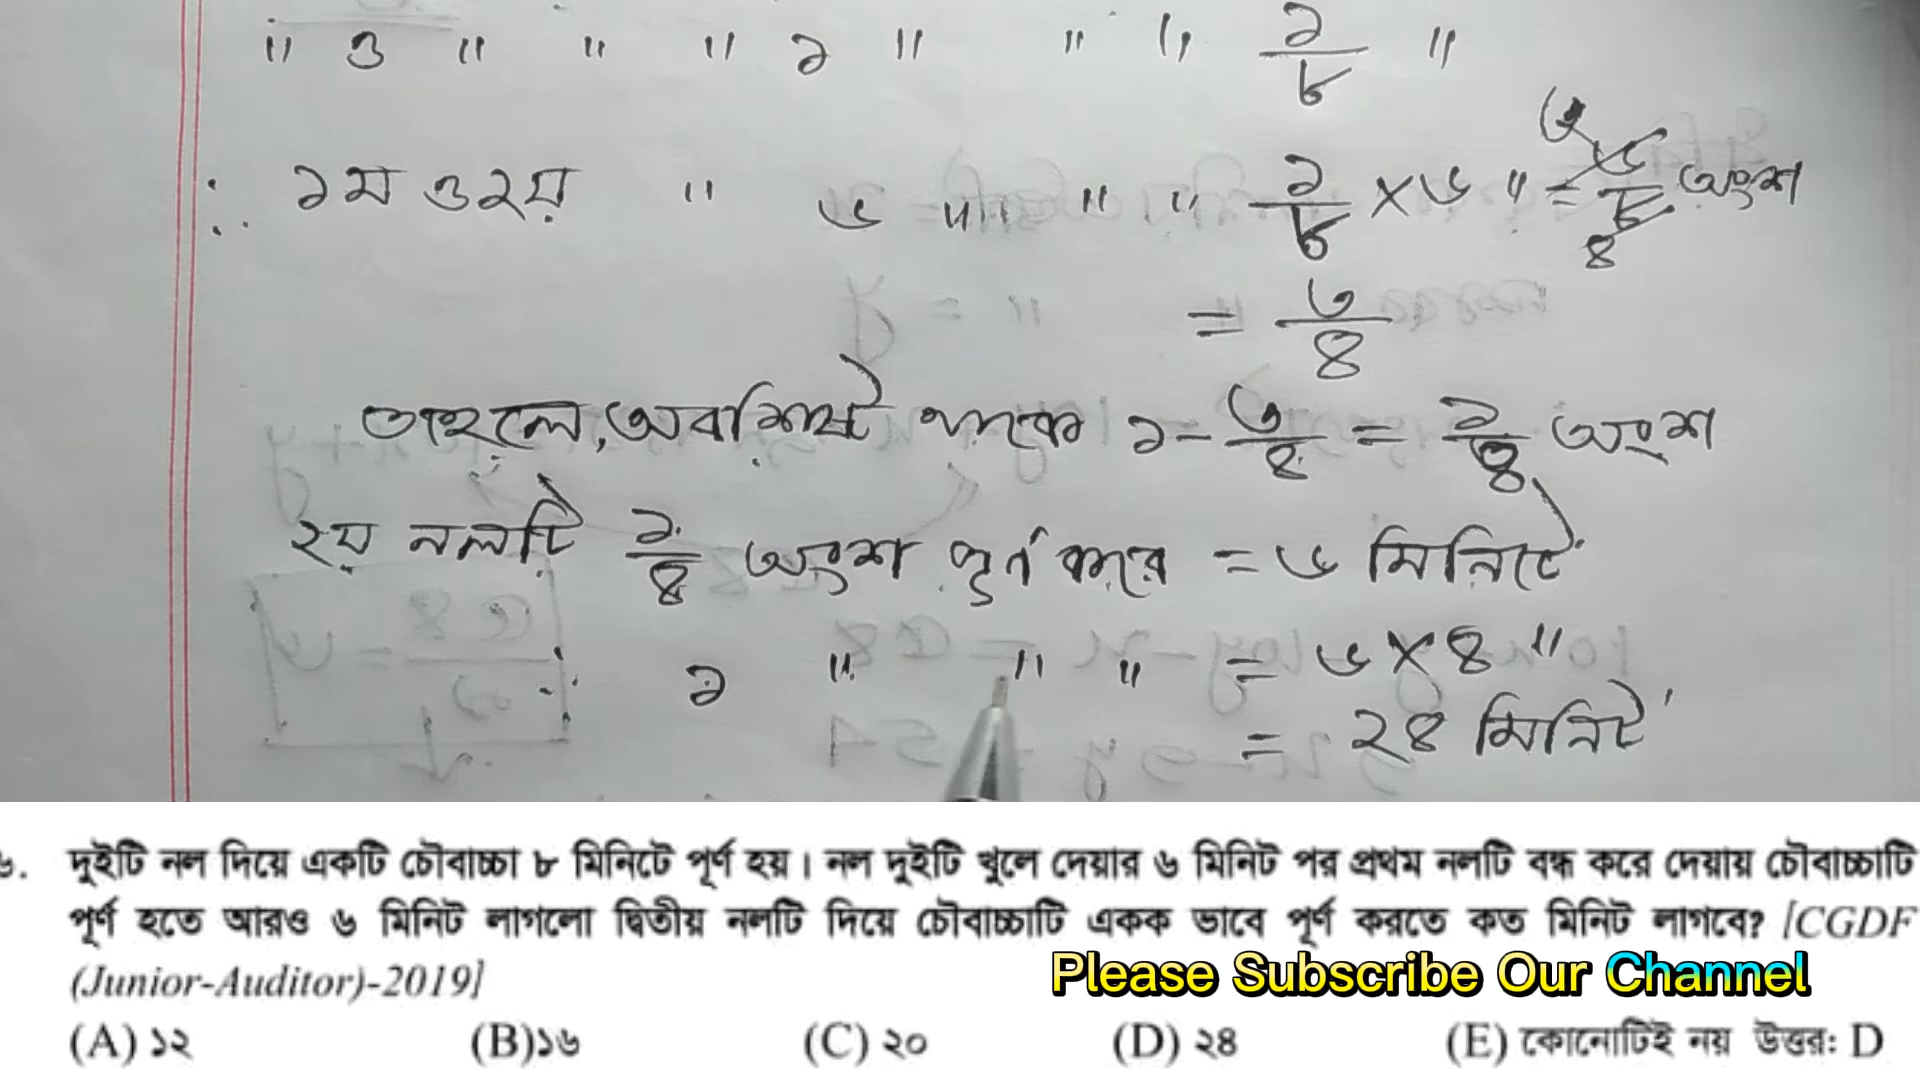 " ও " " " ১ " " " ১/৮ "
∴ ১ম ও ২য় " ৬ " " " " ১/৮ × ৬ " = ৬/৮ অংশ
৩
৪
= ৩/৪
তাহলে, অবশিষ্ট থাকে ১ - ৩/৪ = ১/৪ অংশ
২য় নলটি ১/৪ অংশ পূর্ণ করে = ৬ মিনিটে
∴ ১ " " " = ৬ × ৪ "
= ২৪ মিনিটে
৬. দুইটি নল দিয়ে একটি চৌবাচ্চা ৮ মিনিটে পূর্ণ হয়। নল দুইটি খুলে দেয়ার ৬ মিনিট পর প্রথম নলটি বন্ধ করে দেয়ায় চৌবাচ্চাটি
পূর্ণ হতে আরও ৬ মিনিট লাগলো দ্বিতীয় নলটি দিয়ে চৌবাচ্চাটি একক ভাবে পূর্ণ করতে কত মিনিট লাগবে? [CGDF
(Junior-Auditor)-2019]
Please Subscribe Our Channel
(A) ১২ (B)১৬ (C) ২০ (D) ২৪ (E) কোনোটিই নয় উত্তর: D